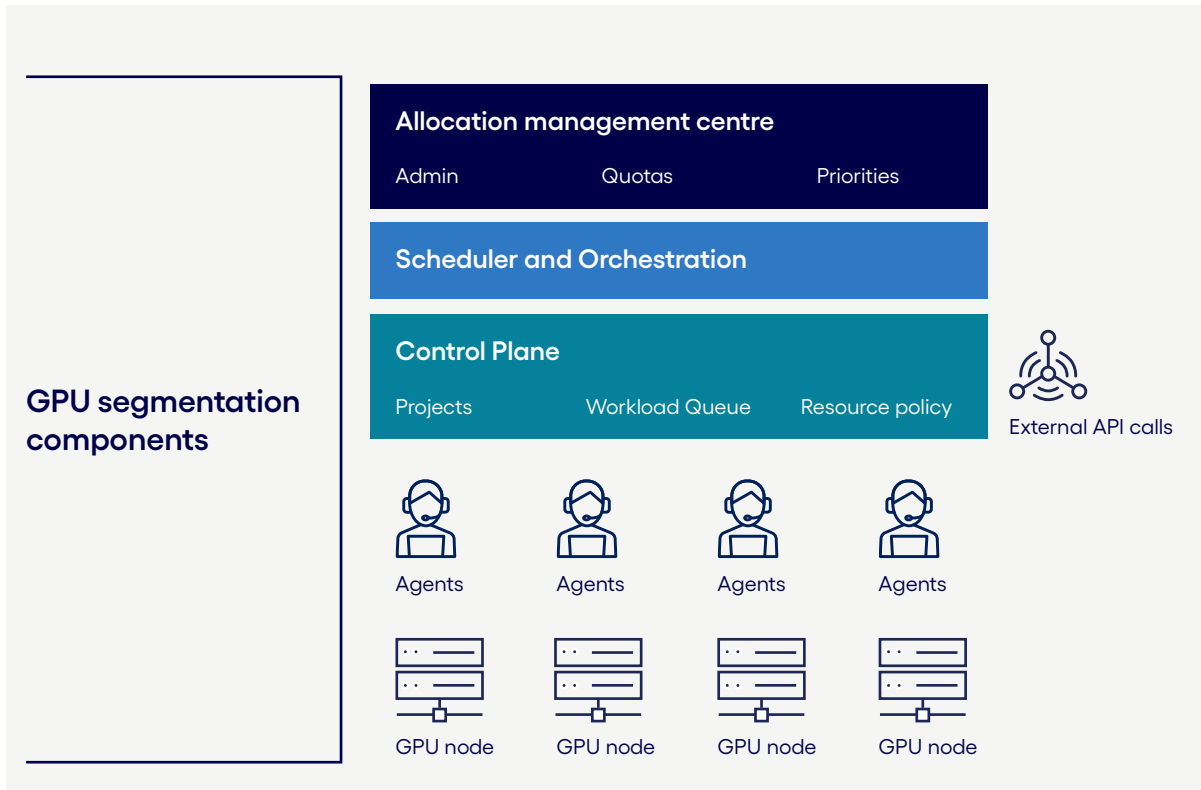 Allocation management centre
Admin Quotas Priorities
Scheduler and Orchestration
Control Plane
Projects Workload Queue Resource policy
GPU segmentation
components
External API calls
Agents Agents Agents Agents
GPU node GPU node GPU node GPU node